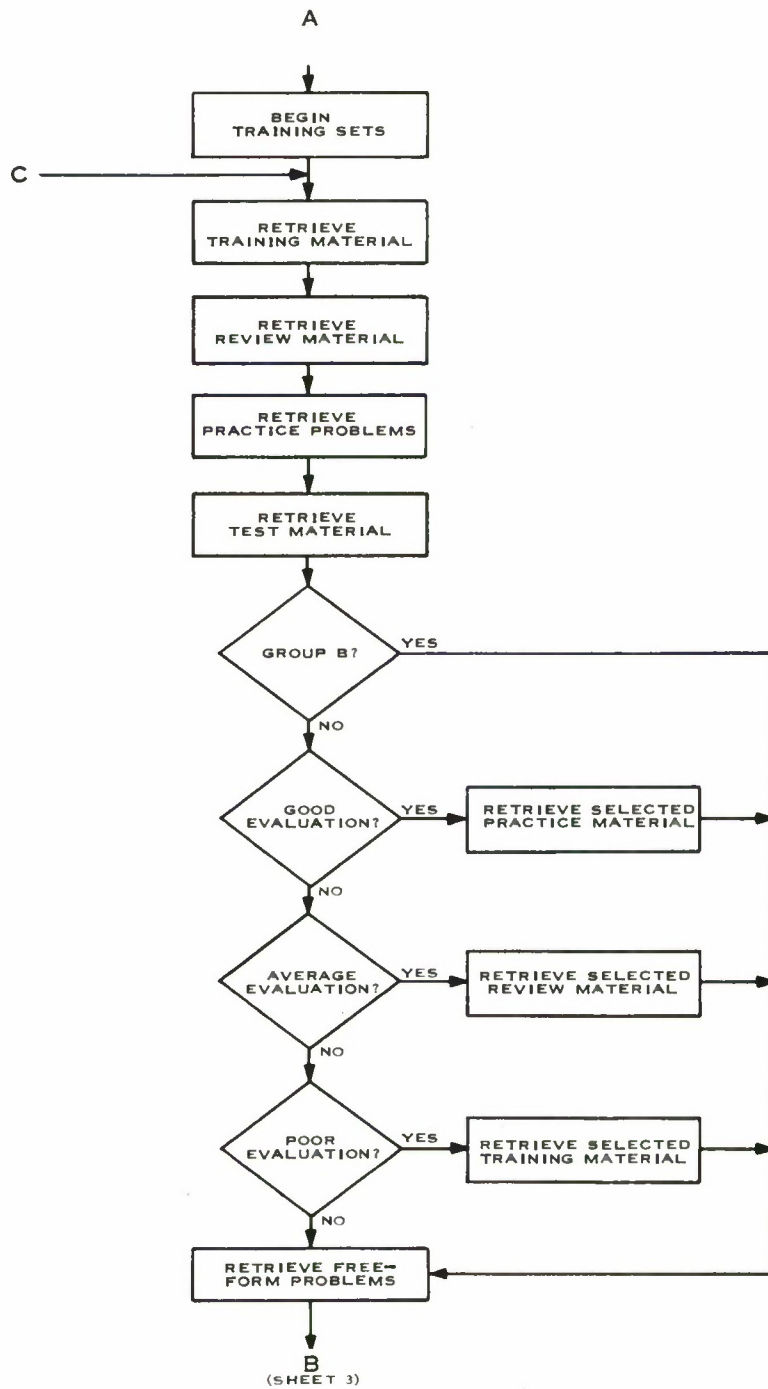 A
BEGIN
TRAINING SETS
C
RETRIEVE
TRAINING MATERIAL
RETRIEVE
REVIEW MATERIAL
RETRIEVE
PRACTICE PROBLEMS
RETRIEVE
TEST MATERIAL
GROUP B?
YES
NO
GOOD
EVALUATION?
YES
RETRIEVE SELECTED
PRACTICE MATERIAL
NO
AVERAGE
EVALUATION?
YES
RETRIEVE SELECTED
REVIEW MATERIAL
NO
POOR
EVALUATION?
YES
RETRIEVE SELECTED
TRAINING MATERIAL
NO
RETRIEVE FREE-
FORM PROBLEMS
B
(SHEET 3)